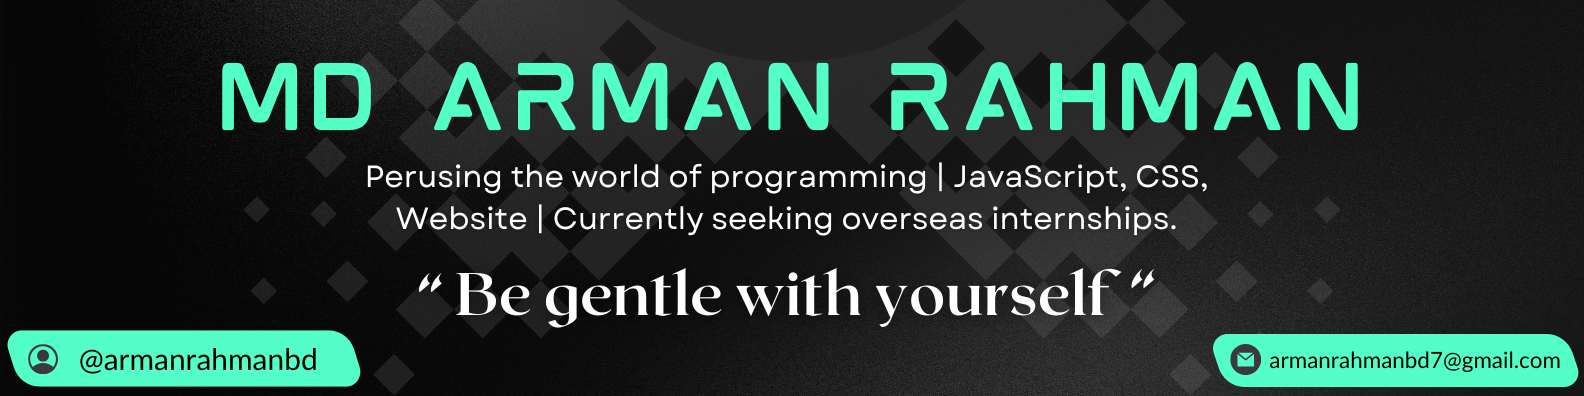 MD ARMAN RAHMAN
Perusing the world of programming | JavaScript, CSS,
Website | Currently seeking overseas internships.
“ Be gentle with yourself “
@armanrahmanbd
armanrahmanbd7@gmail.com